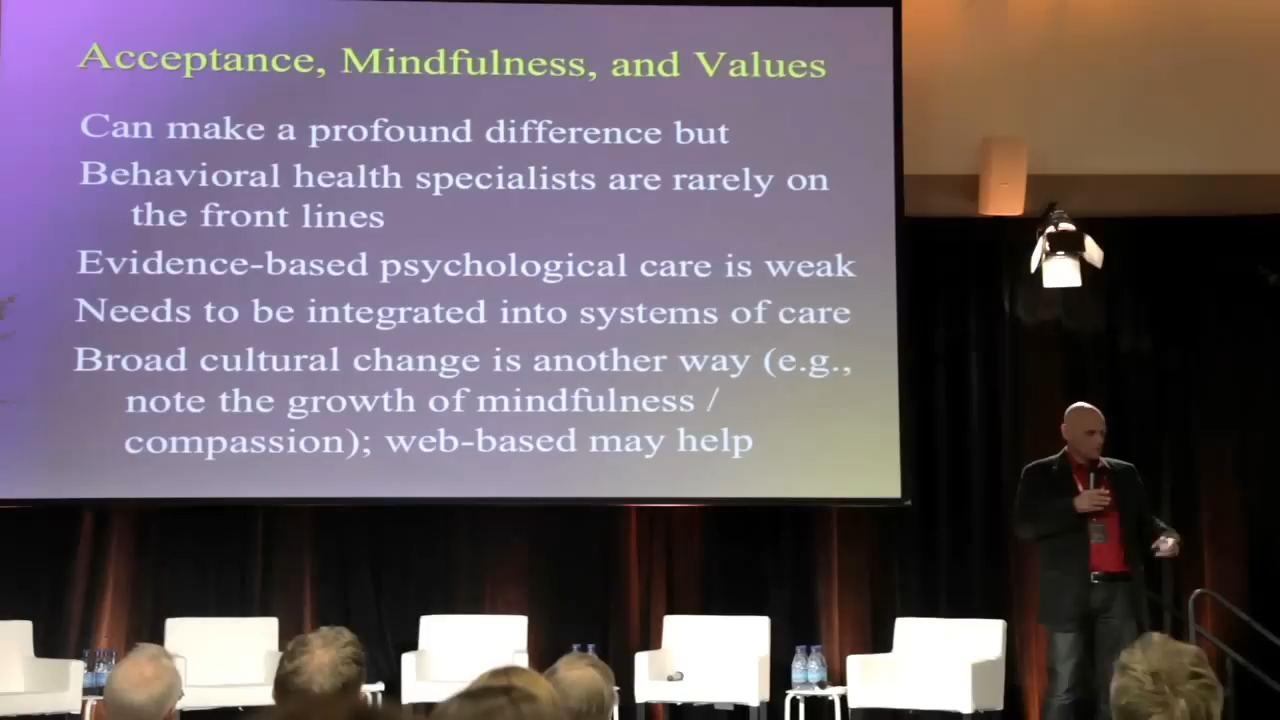 Acceptance, Mindfulness, and Values
Can make a profound difference but
Behavioral health specialists are rarely on
the front lines
Evidence-based psychological care is weak
Needs to be integrated into systems of care
Broad cultural change is another way (e.g.,
note the growth of mindfulness /
compassion); web-based may help